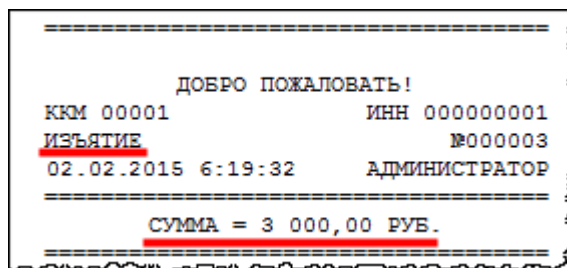 ДОБРО ПОЖАЛОВАТЬ!
ККМ 00001 ИНН 000000001
ИЗЪЯТИЕ №000003
02.02.2015 6:19:32 АДМИНИСТРАТОР
СУММА = 3 000,00 РУБ.